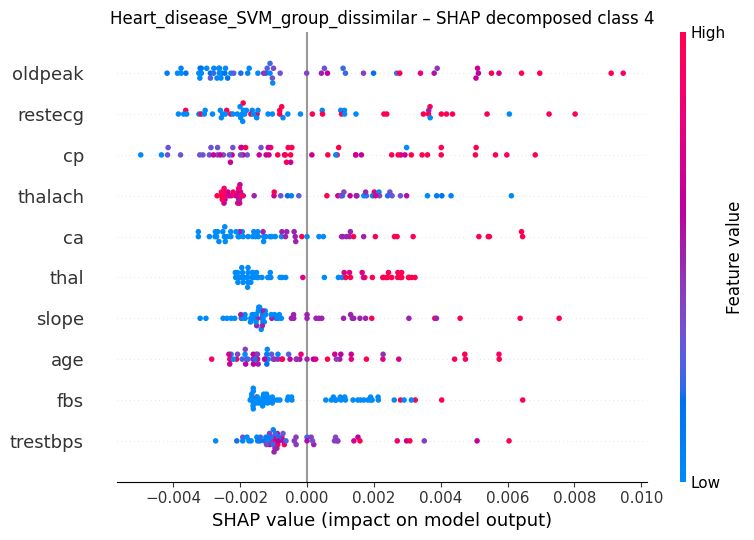 Heart_disease_SVM_group_dissimilar – SHAP decomposed class 4
High
oldpeak
restecg
cp
thalach
ca
thal
slope
age
fbs
trestbps
Feature value
Low
−0.004 −0.002 0.000 0.002 0.004 0.006 0.008 0.010
SHAP value (impact on model output)